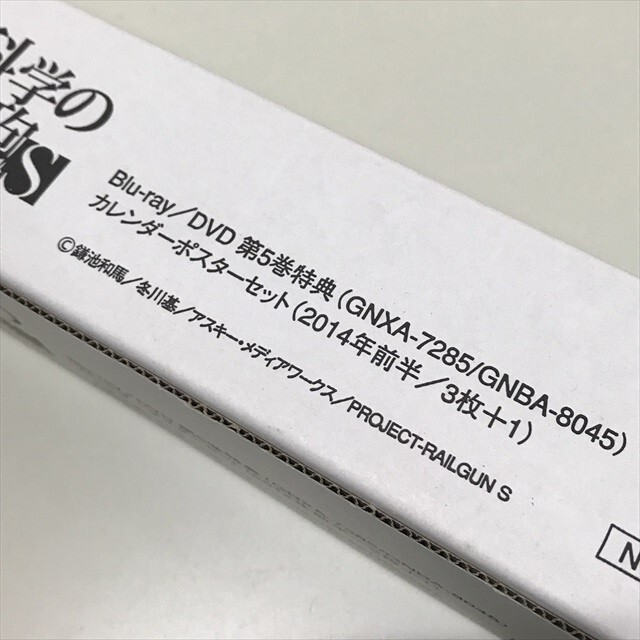 科学の
砲S
Blu-ray/DVD 第5巻特典(GNXA-7285/GNBA-8045)
カレンダーポスターセット(2014年前半/3枚+1)
©鎌池和馬/冬川基/アスキー・メディアワークス/PROJECT-RAILGUN S
N